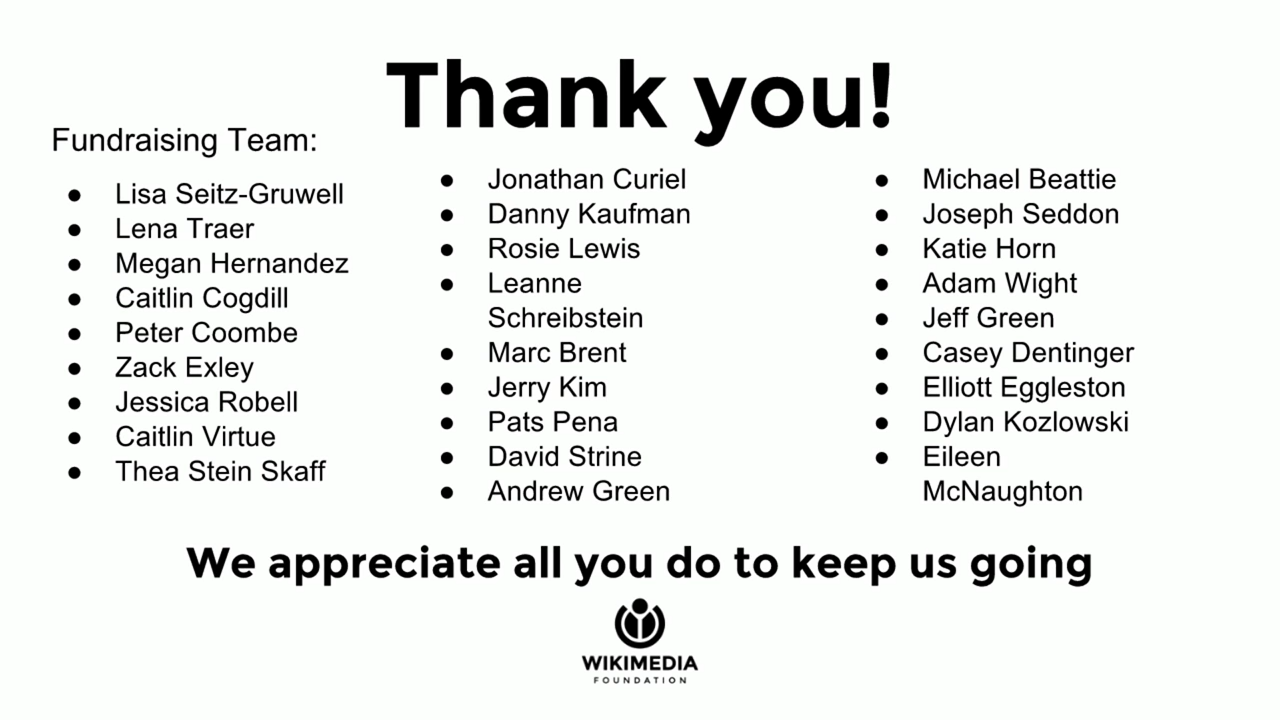 Thank you!
Fundraising Team:
● Lisa Seitz-Gruwell
● Lena Traer
● Megan Hernandez
● Caitlin Cogdill
● Peter Coombe
● Zack Exley
● Jessica Robell
● Caitlin Virtue
● Thea Stein Skaff
● Jonathan Curiel
● Danny Kaufman
● Rosie Lewis
● Leanne
Schreibstein
● Marc Brent
● Jerry Kim
● Pats Pena
● David Strine
● Andrew Green
● Michael Beattie
● Joseph Seddon
● Katie Horn
● Adam Wight
● Jeff Green
● Casey Dentinger
● Elliott Eggleston
● Dylan Kozlowski
● Eileen
McNaughton
We appreciate all you do to keep us going
WIKIMEDIA
FOUNDATION